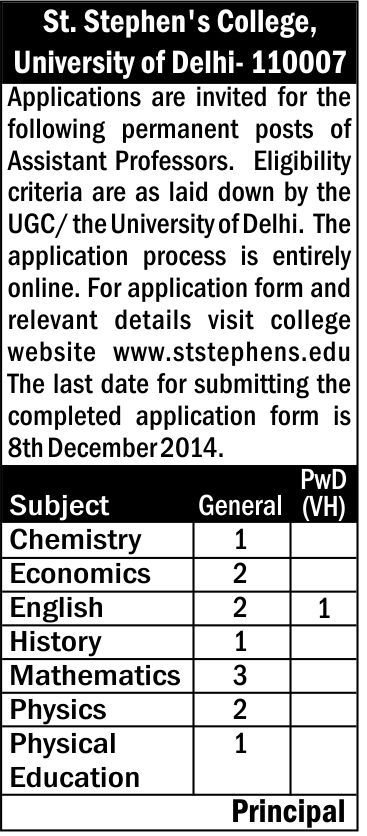 St. Stephen's College,
University of Delhi- 110007
Applications are invited for the
following permanent posts of
Assistant Professors. Eligibility
criteria are as laid down by the
UGC/ the University of Delhi. The
application process is entirely
online. For application form and
relevant details visit college
website www.ststephens.edu
The last date for submitting the
completed application form is
8th December 2014.
Subject General PwD (VH)
Chemistry 1
Economics 2
English 2 1
History 1
Mathematics 3
Physics 2
Physical 1
Education
Principal